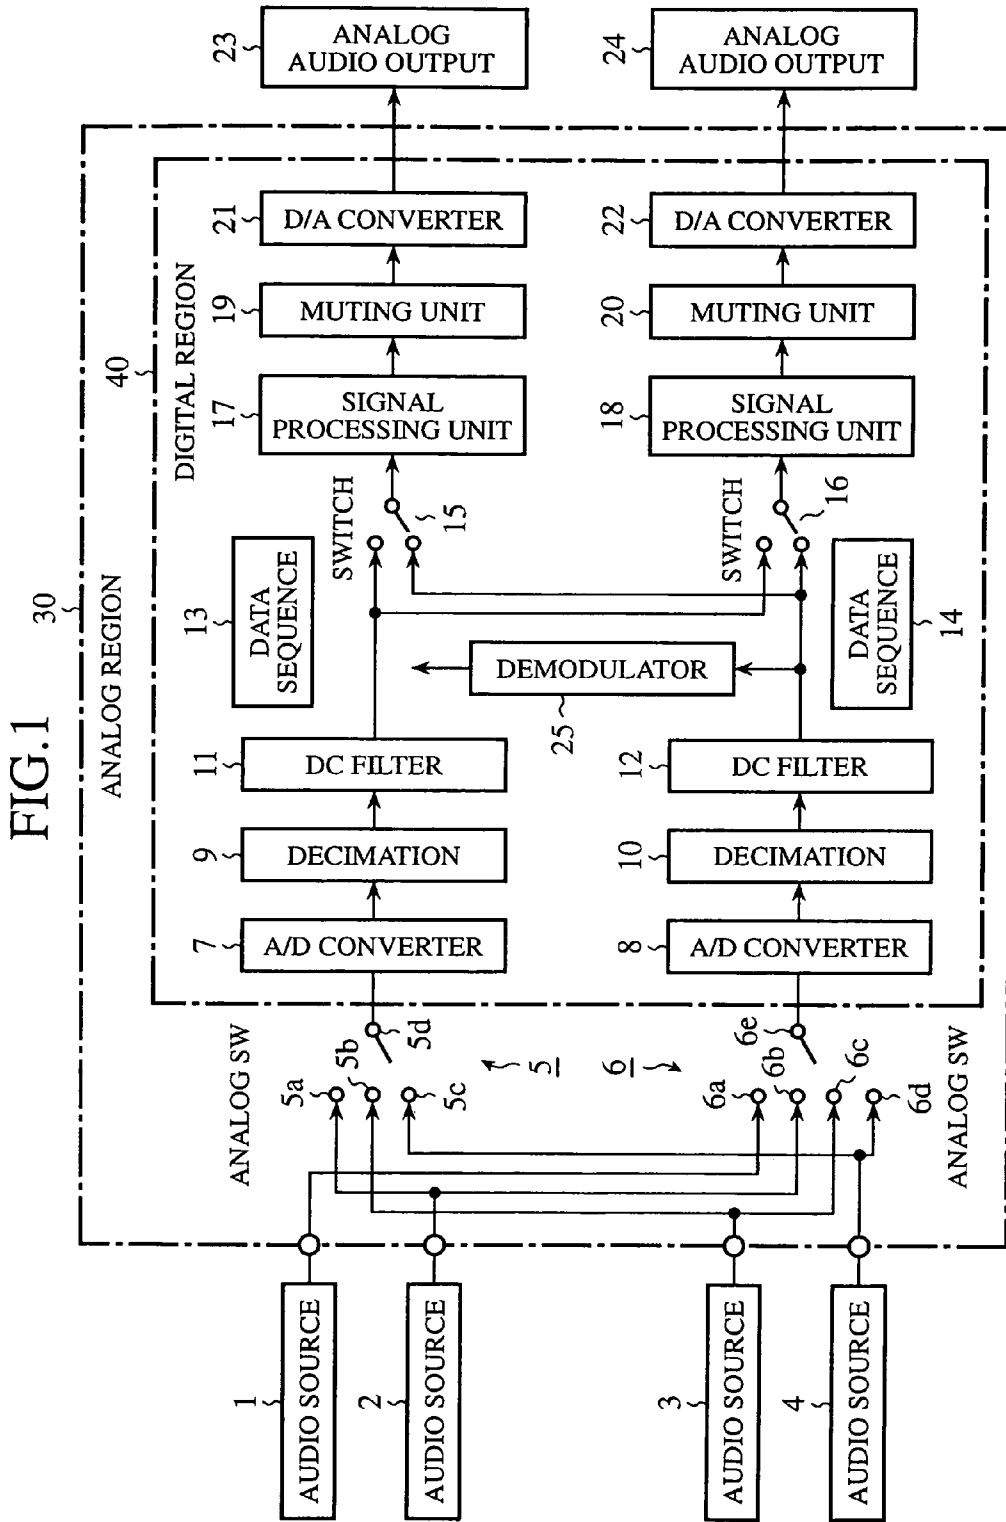 FIG.1
30
ANALOG REGION
40
DIGITAL REGION
1
AUDIO SOURCE
2
AUDIO SOURCE
3
AUDIO SOURCE
4
AUDIO SOURCE
ANALOG SW
5a
5b
5c
5d
5
6
6a
6b
6c
6d
6e
ANALOG SW
7
A/D CONVERTER
9
DECIMATION
11
DC FILTER
13
DATA
SEQUENCE
SWITCH
15
17
SIGNAL
PROCESSING UNIT
19
MUTING UNIT
21
D/A CONVERTER
23
ANALOG
AUDIO OUTPUT
25
DEMODULATOR
8
A/D CONVERTER
10
DECIMATION
12
DC FILTER
DATA
SEQUENCE
14
SWITCH
16
18
SIGNAL
PROCESSING UNIT
20
MUTING UNIT
22
D/A CONVERTER
24
ANALOG
AUDIO OUTPUT